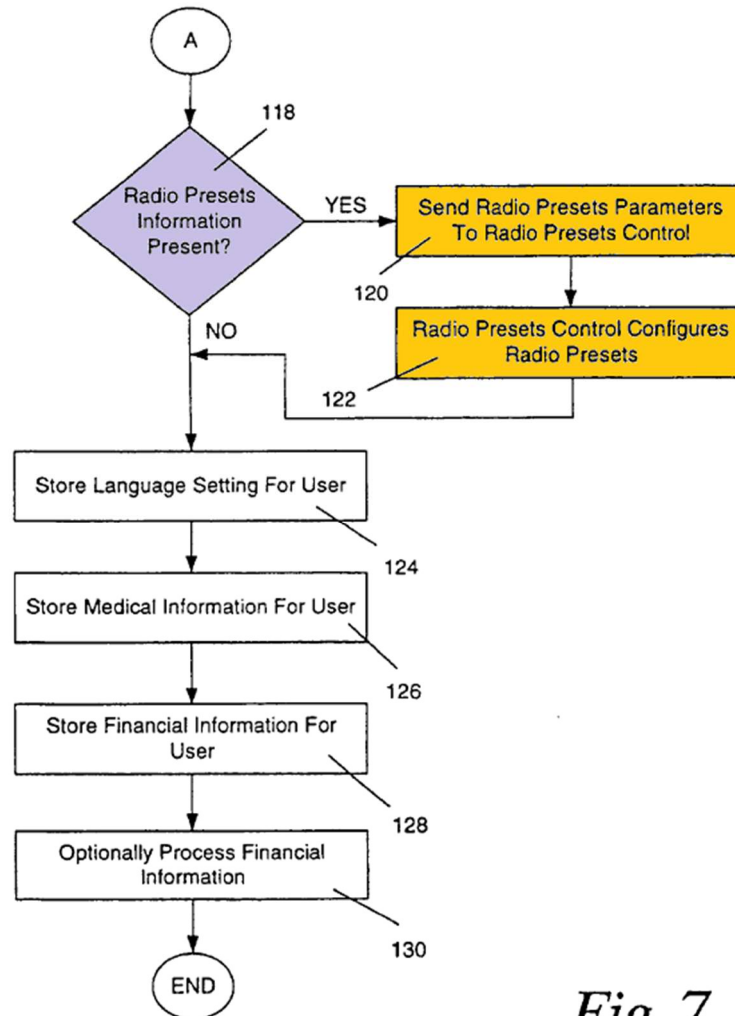 A
118
Radio Presets
Information
Present?
YES
Send Radio Presets Parameters
To Radio Presets Control
120
NO
Radio Presets Control Configures
Radio Presets
122
Store Language Setting For User
124
Store Medical Information For User
126
Store Financial Information For
User
128
Optionally Process Financial
Information
130
END
Fig. 7